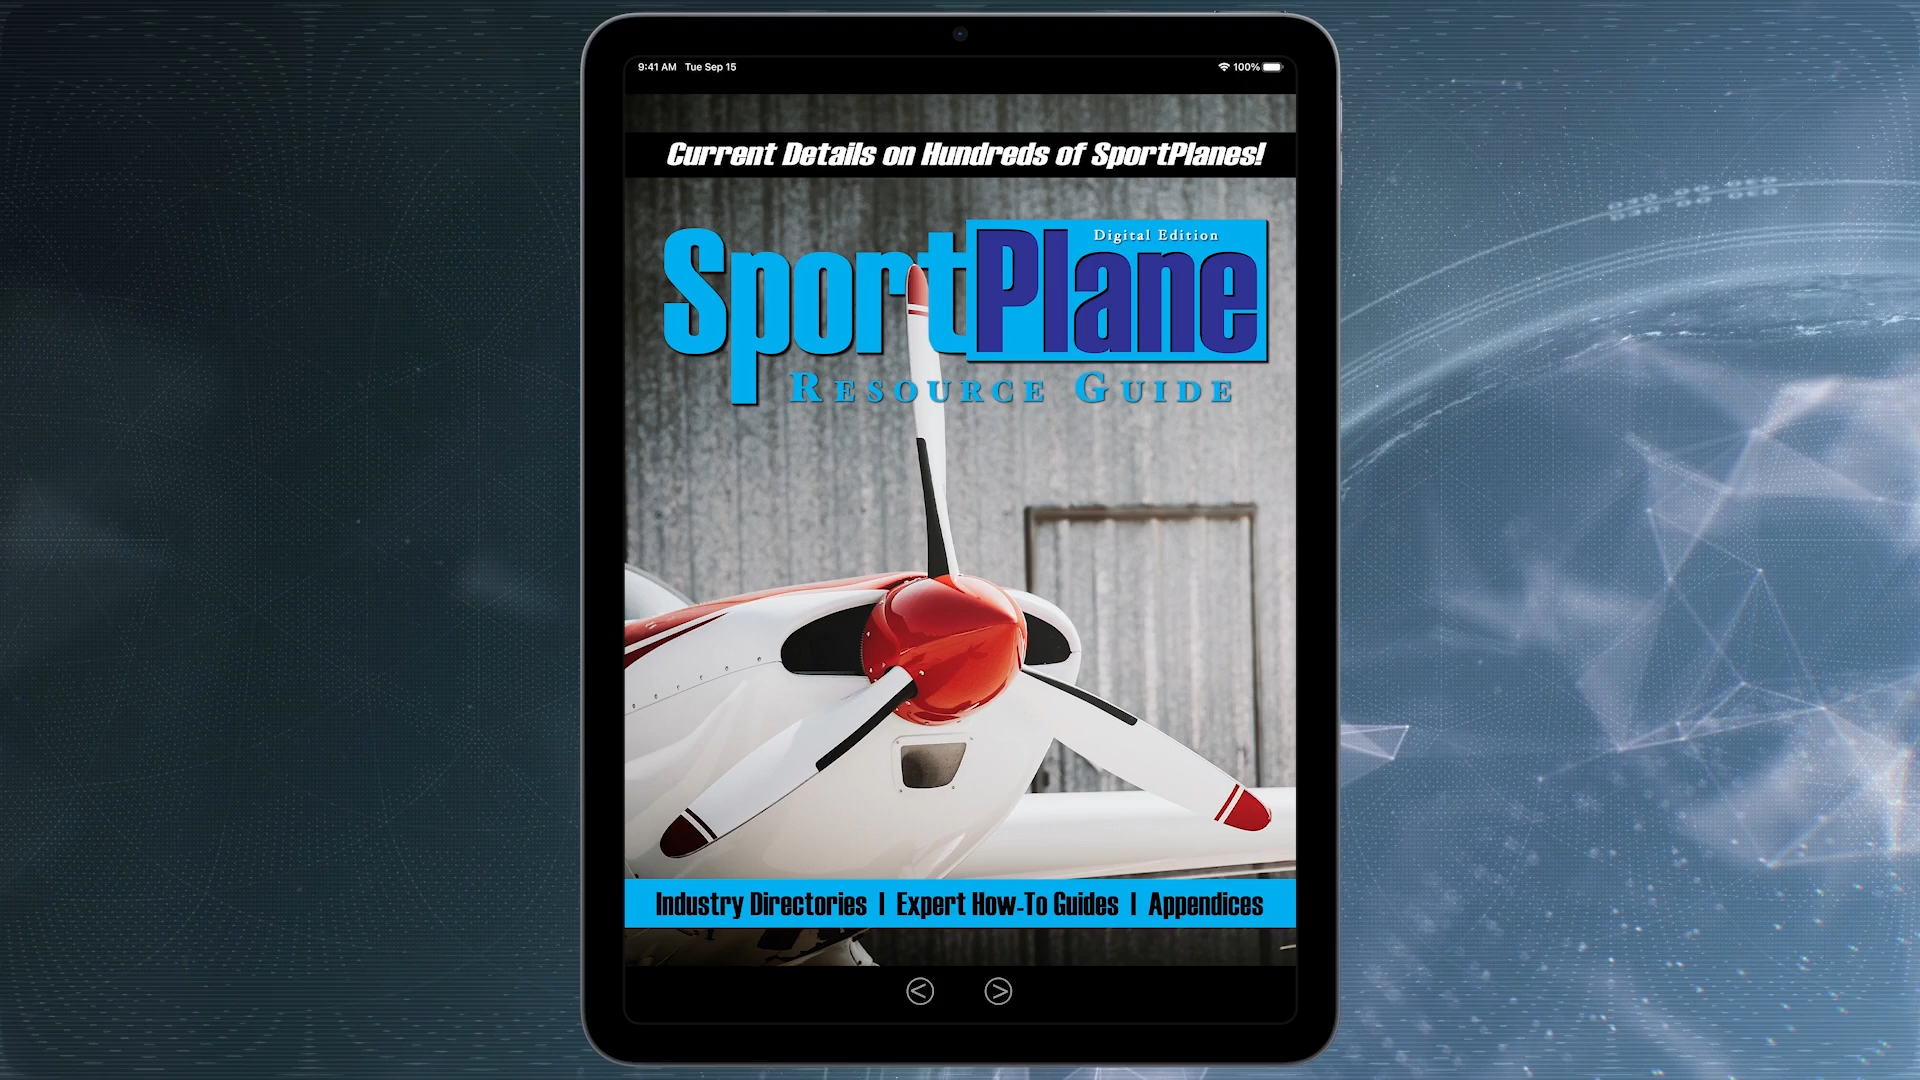 9:41 AM Tue Sep 15
100%
Current Details on Hundreds of SportPlanes!
Digital Edition
SportPlane
Resource Guide
Industry Directories | Expert How-To Guides | Appendices